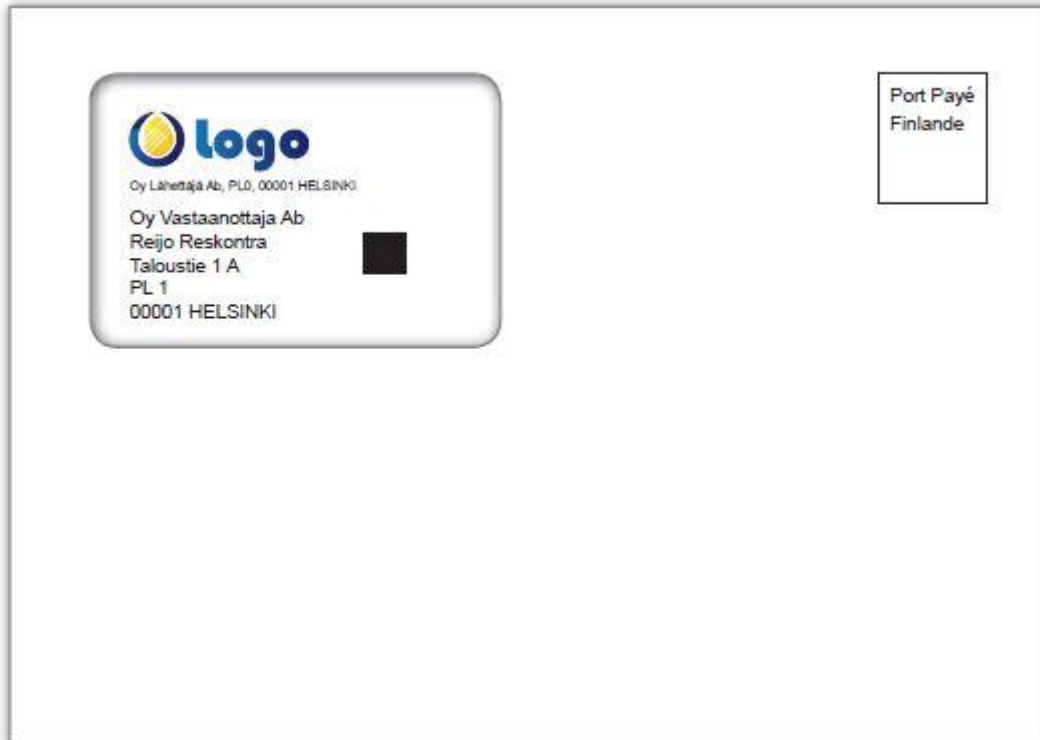 Logo
Oy Lähettäjä Ab, PL0, 00001 HELSINKI
Oy Vastaanottaja Ab
Reijo Reskontra
Taloustie 1 A
PL 1
00001 HELSINKI
Port Payé
Finlande